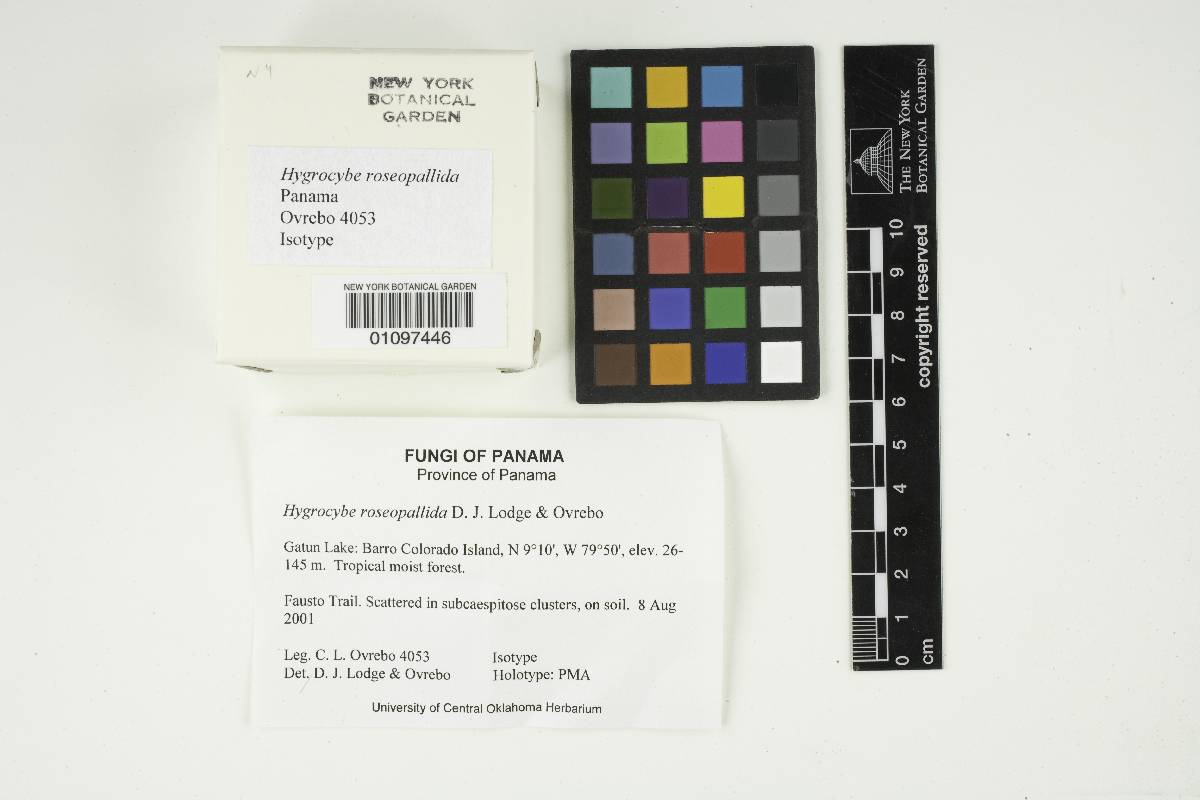 N Y
NEW YORK
BOTANICAL
GARDEN
Hygrocybe roseopallida
Panama
Ovrebo 4053
Isotype
NEW YORK BOTANICAL GARDEN
01097446
FUNGI OF PANAMA
Province of Panama
Hygrocybe roseopallida D. J. Lodge & Ovrebo
Gatun Lake: Barro Colorado Island, N 9°10', W 79°50', elev. 26-
145 m. Tropical moist forest.
Fausto Trail. Scattered in subcaespitose clusters, on soil. 8 Aug
2001
Leg. C. L. Ovrebo 4053 Isotype
Det. D. J. Lodge & Ovrebo Holotype: PMA
University of Central Oklahoma Herbarium
THE NEW YORK
BOTANICAL GARDEN
copyright reserved
10
9
8
7
6
5
4
3
2
1
0
cm